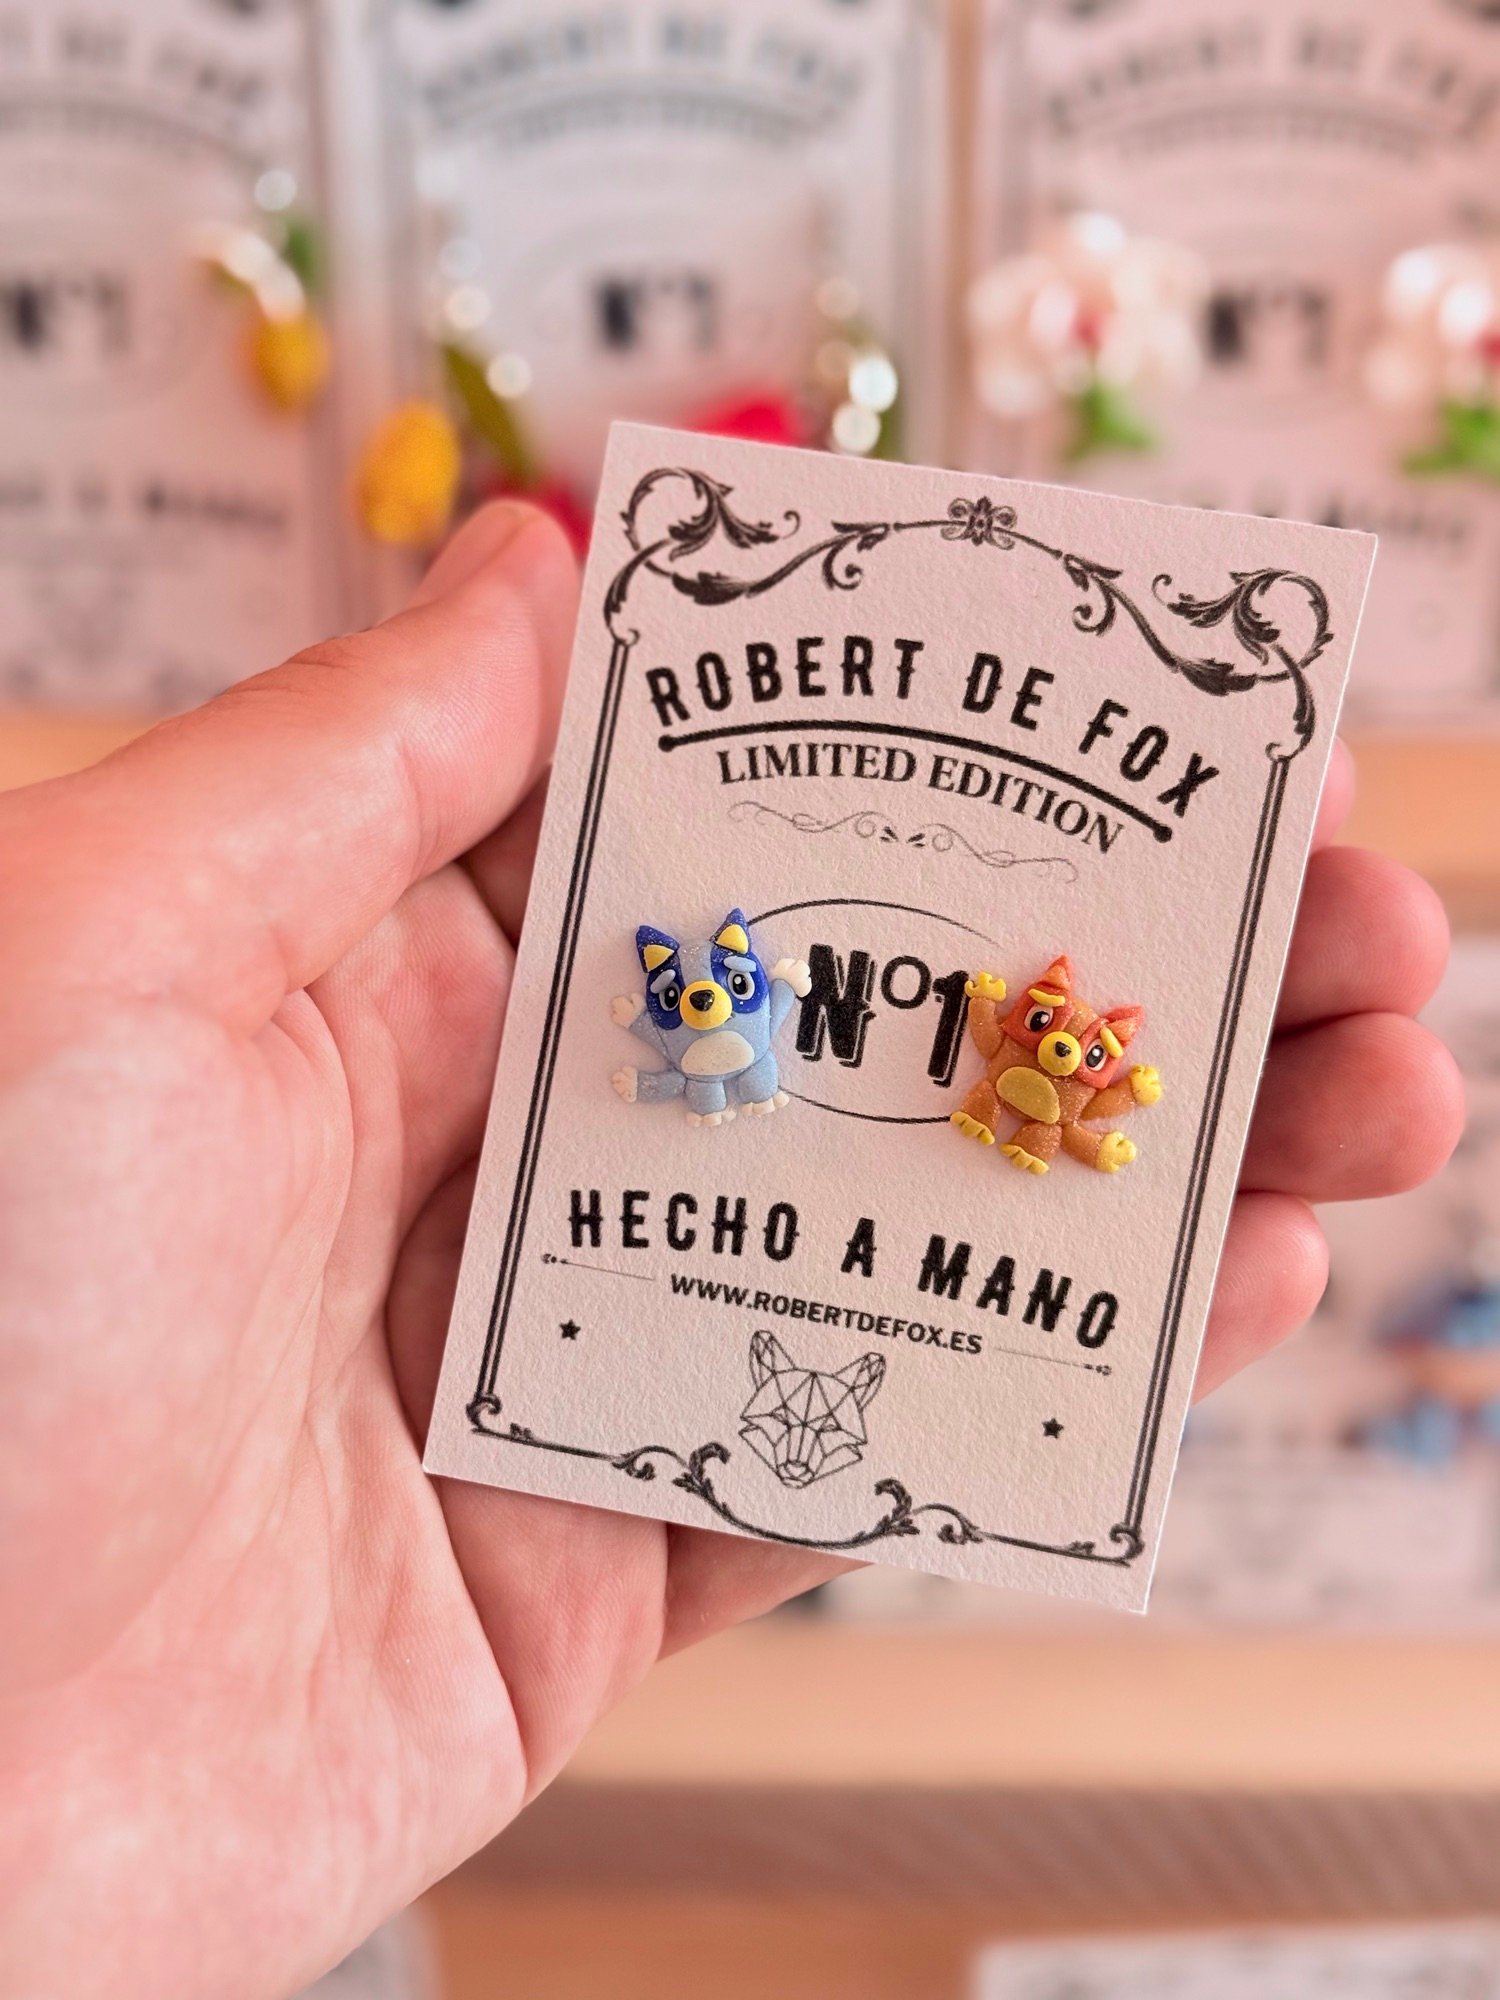 ROBERT DE FOX
LIMITED EDITION
Nº1
HECHO A MANO
WWW.ROBERTDEFOX.ES